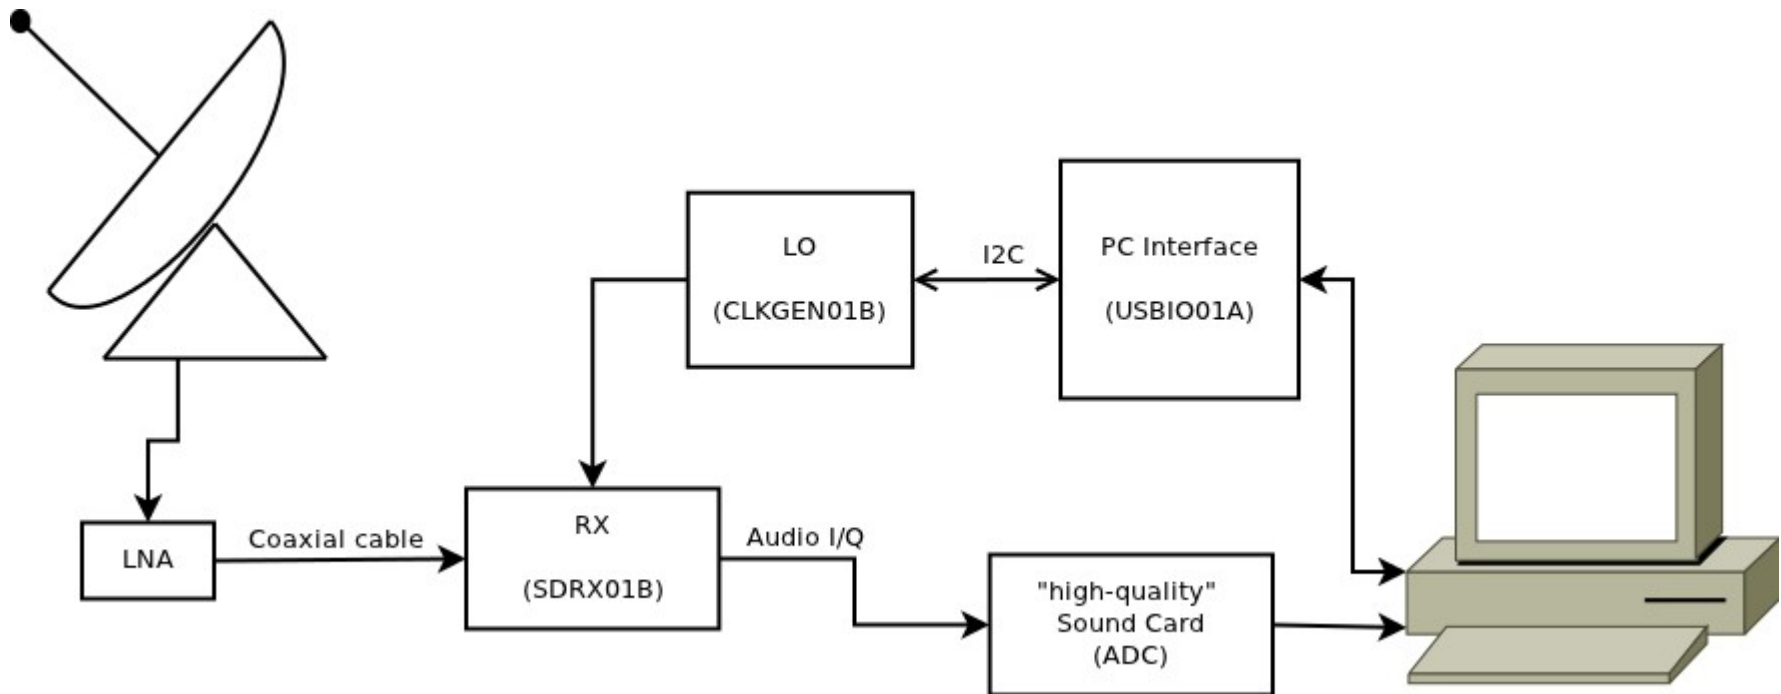 LO
(CLKGEN01B)
I2C
PC Interface
(USBIO01A)
LNA
Coaxial cable
RX
(SDRX01B)
Audio I/Q
"high-quality"
Sound Card
(ADC)